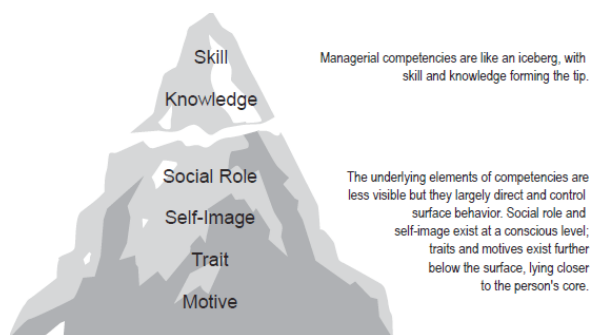 Skill
Managerial competencies are like an iceberg, with
skill and knowledge forming the tip.
Knowledge
Social Role
The underlying elements of competencies are
less visible but they largely direct and control
surface behavior. Social role and
self-image exist at a conscious level;
traits and motives exist further
below the surface, lying closer
to the person's core.
Self-Image
Trait
Motive